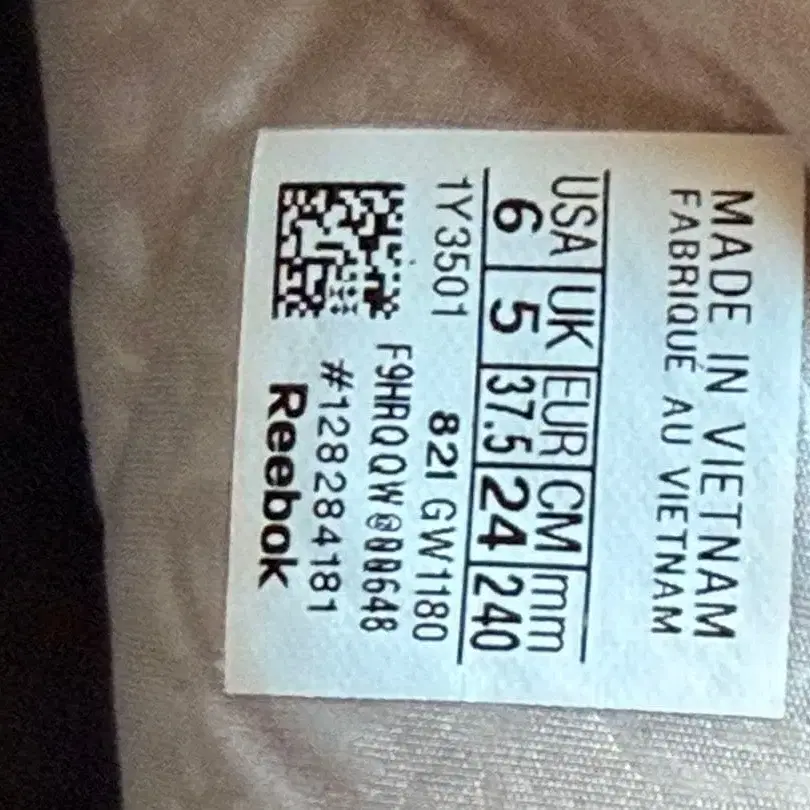 MADE IN VIETNAM
FABRIQUÉ AU VIETNAM
USA UK EUR CM mm
6 5 37.5 24 240
1Y3501 821 GW1180
F9HRQQW@00648
#128284181
Reebok